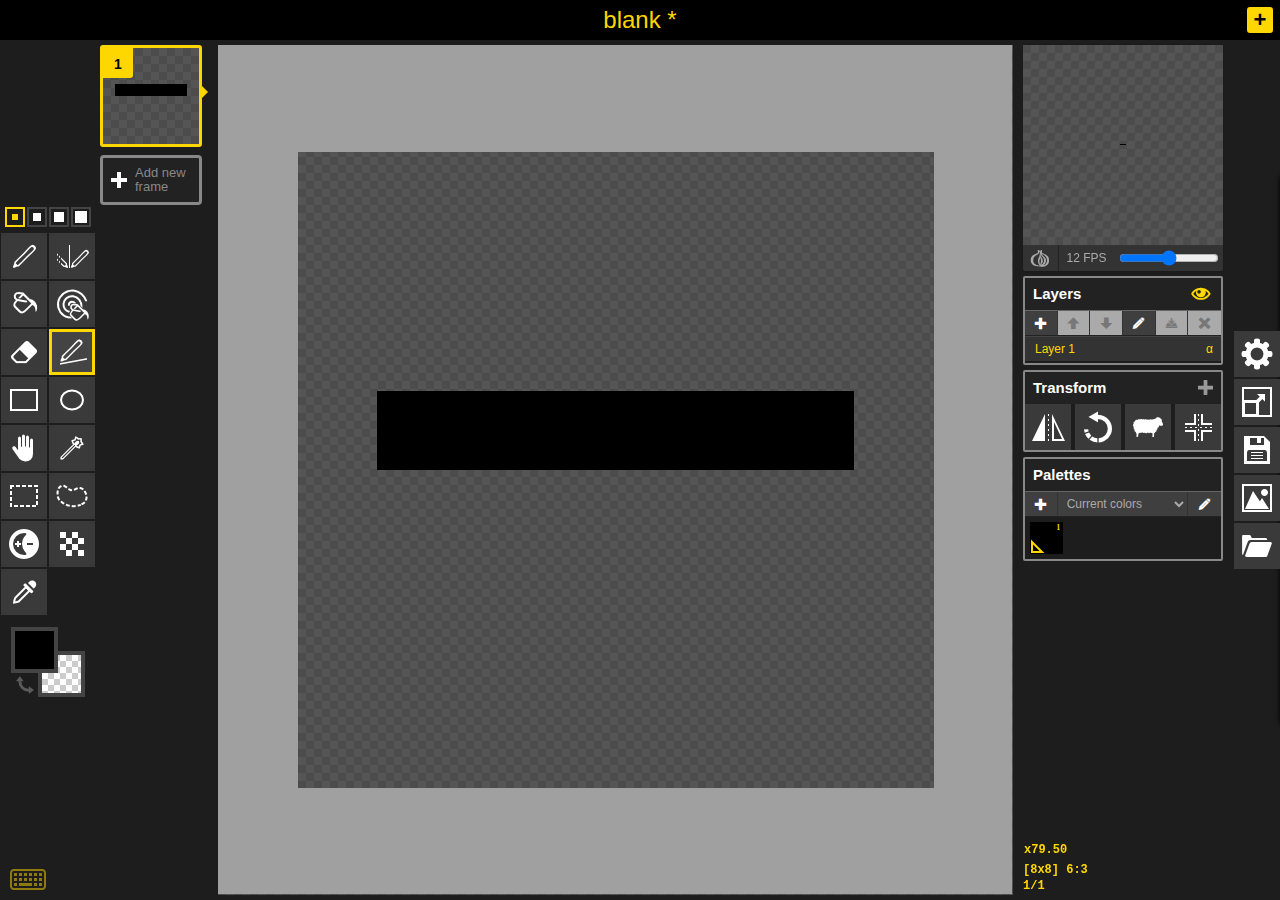 blank *
+
1
Add new
frame
12 FPS
Layers
Layer 1 α
Transform
Palettes
Current colors
1
x79.50
[8x8] 6:3
1/1